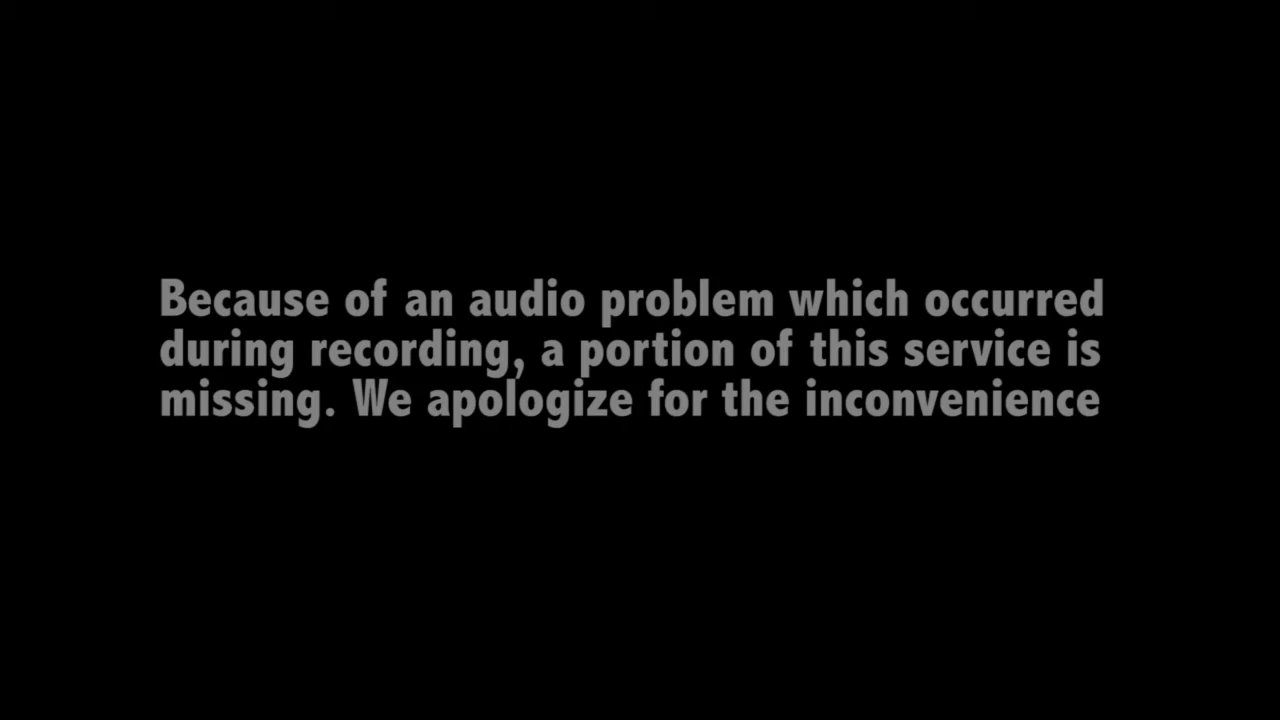 Because of an audio problem which occurred
during recording, a portion of this service is
missing. We apologize for the inconvenience